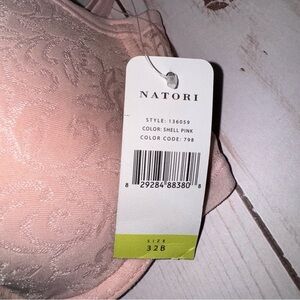 NATORI
STYLE: 136059
COLOR: SHELL PINK
COLOR CODE: 798
8 29284 88380 8
SIZE
32B